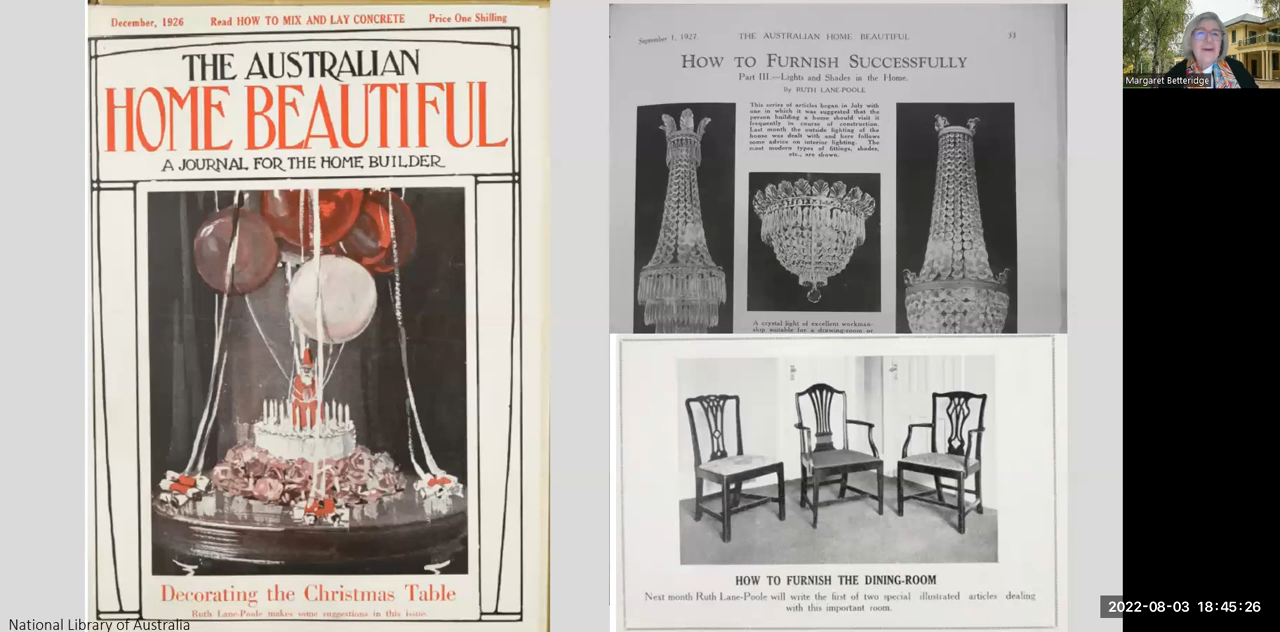 December, 1926 Read HOW TO MIX AND LAY CONCRETE Price One Shilling
THE AUSTRALIAN
HOME BEAUTIFUL
A JOURNAL FOR THE HOME BUILDER
Decorating the Christmas Table
Ruth Lane-Poole makes some suggestions in this issue.
National Library of Australia
September 1, 1927. THE AUSTRALIAN HOME BEAUTIFUL 33
HOW TO FURNISH SUCCESSFULLY
Part III.—Lights and Shades in the Home.
By RUTH LANE-POOLE
This series of articles began in July with
one in which it was suggested that the
person building a home should visit it
frequently in course of construction.
Last month the outside lighting of the
house was dealt with and here follows
some advice on interior lighting. The
most modern types of fittings, shades,
etc., are shown.
A crystal light of excellent workman-
ship suitable for a drawing-room or
HOW TO FURNISH THE DINING-ROOM
Next month Ruth Lane-Poole will write the first of two special illustrated articles dealing
with this important room.
Margaret Betteridge
2022-08-03 18:45:26